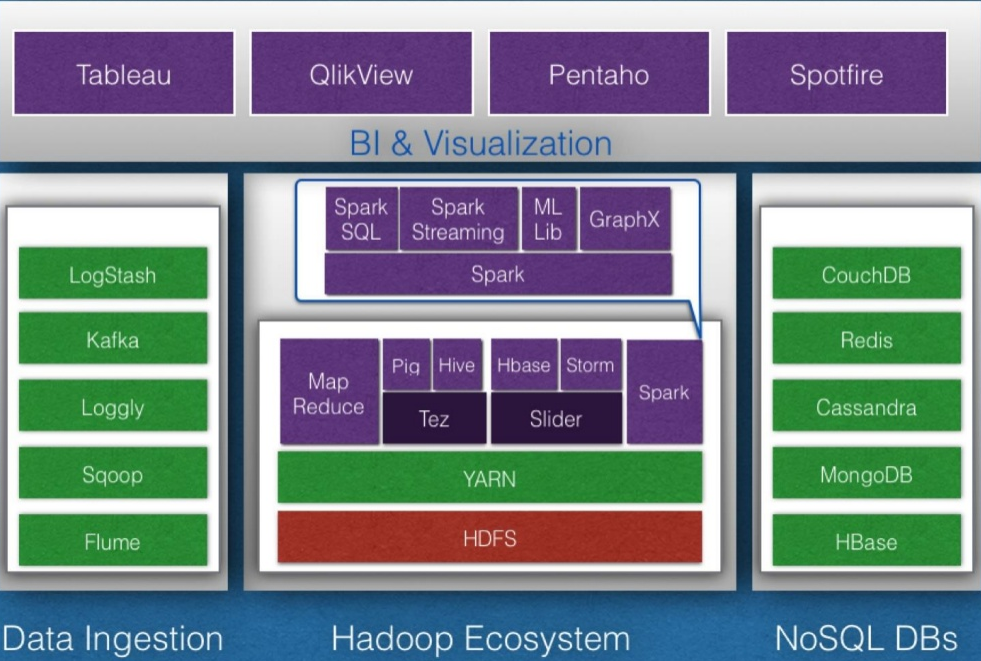 Tableau
QlikView
Pentaho
Spotfire
BI & Visualization
LogStash
Kafka
Loggly
Sqoop
Flume
Data Ingestion
Spark
SQL
Spark
Streaming
ML
Lib
GraphX
Spark
Map
Reduce
Pig
Hive
Hbase
Storm
Spark
Tez
Slider
YARN
HDFS
Hadoop Ecosystem
CouchDB
Redis
Cassandra
MongoDB
HBase
NoSQL DBs